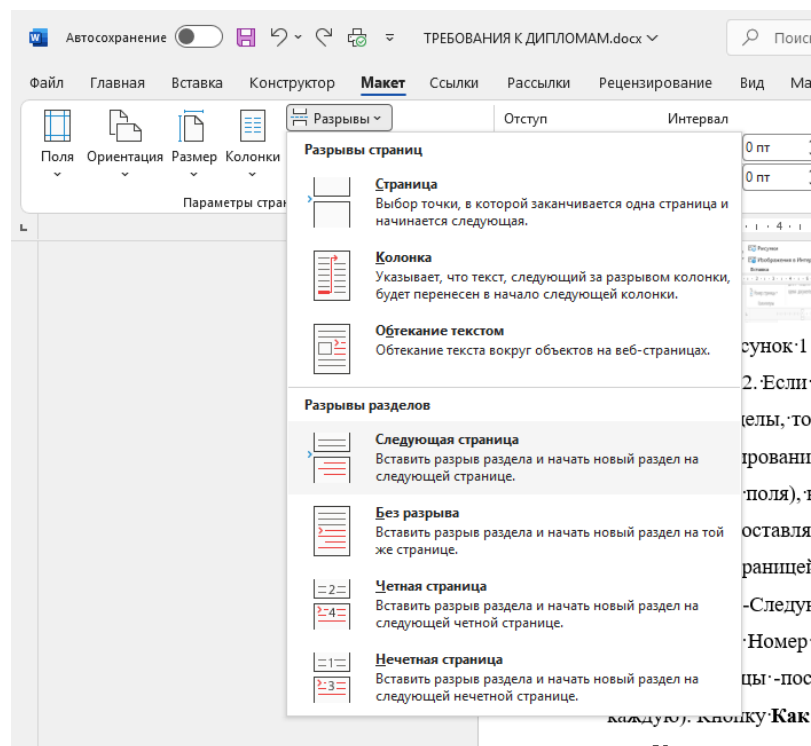 Автосохранение ТРЕБОВАНИЯ К ДИПЛОМАМ.docx Поис
Файл Главная Вставка Конструктор Макет Ссылки Рассылки Рецензирование Вид Ма
Разрывы Отступ Интервал
Поля Ориентация Размер Колонки
Параметры стран
0 пт
0 пт
Разрывы страниц
Страница
Выбор точки, в которой заканчивается одна страница и
начинается следующая.
Колонка
Указывает, что текст, следующий за разрывом колонки,
будет перенесен в начало следующей колонки.
Обтекание текстом
Обтекание текста вокруг объектов на веб-страницах.
Разрывы разделов
Следующая страница
Вставить разрыв раздела и начать новый раздел на
следующей странице.
Без разрыва
Вставить разрыв раздела и начать новый раздел на той
же странице.
Четная страница
Вставить разрыв раздела и начать новый раздел на
следующей четной странице.
Нечетная страница
Вставить разрыв раздела и начать новый раздел на
следующей нечетной странице.
4
Рисунки
Вставка
сунок·1
2.·Если·
делы,·то
ировани
поля),·
оставля
раницей
-Следую
·Номер·
цы·-пос
каждую).·Кнопку·Как